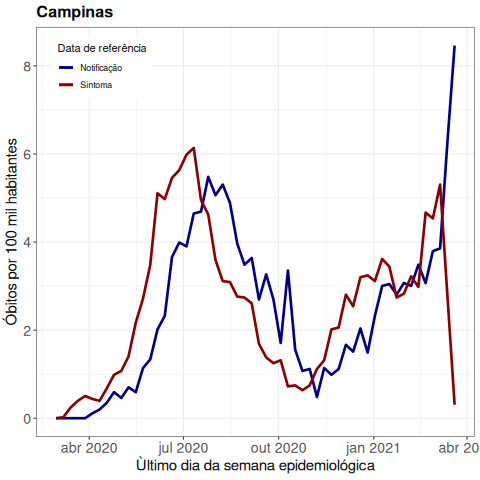 Campinas
Data de referência
Notificação
Sintoma
Óbitos por 100 mil habitantes
8
6
4
2
0
abr 2020
jul 2020
out 2020
jan 2021
abr 20
Último dia da semana epidemiológica